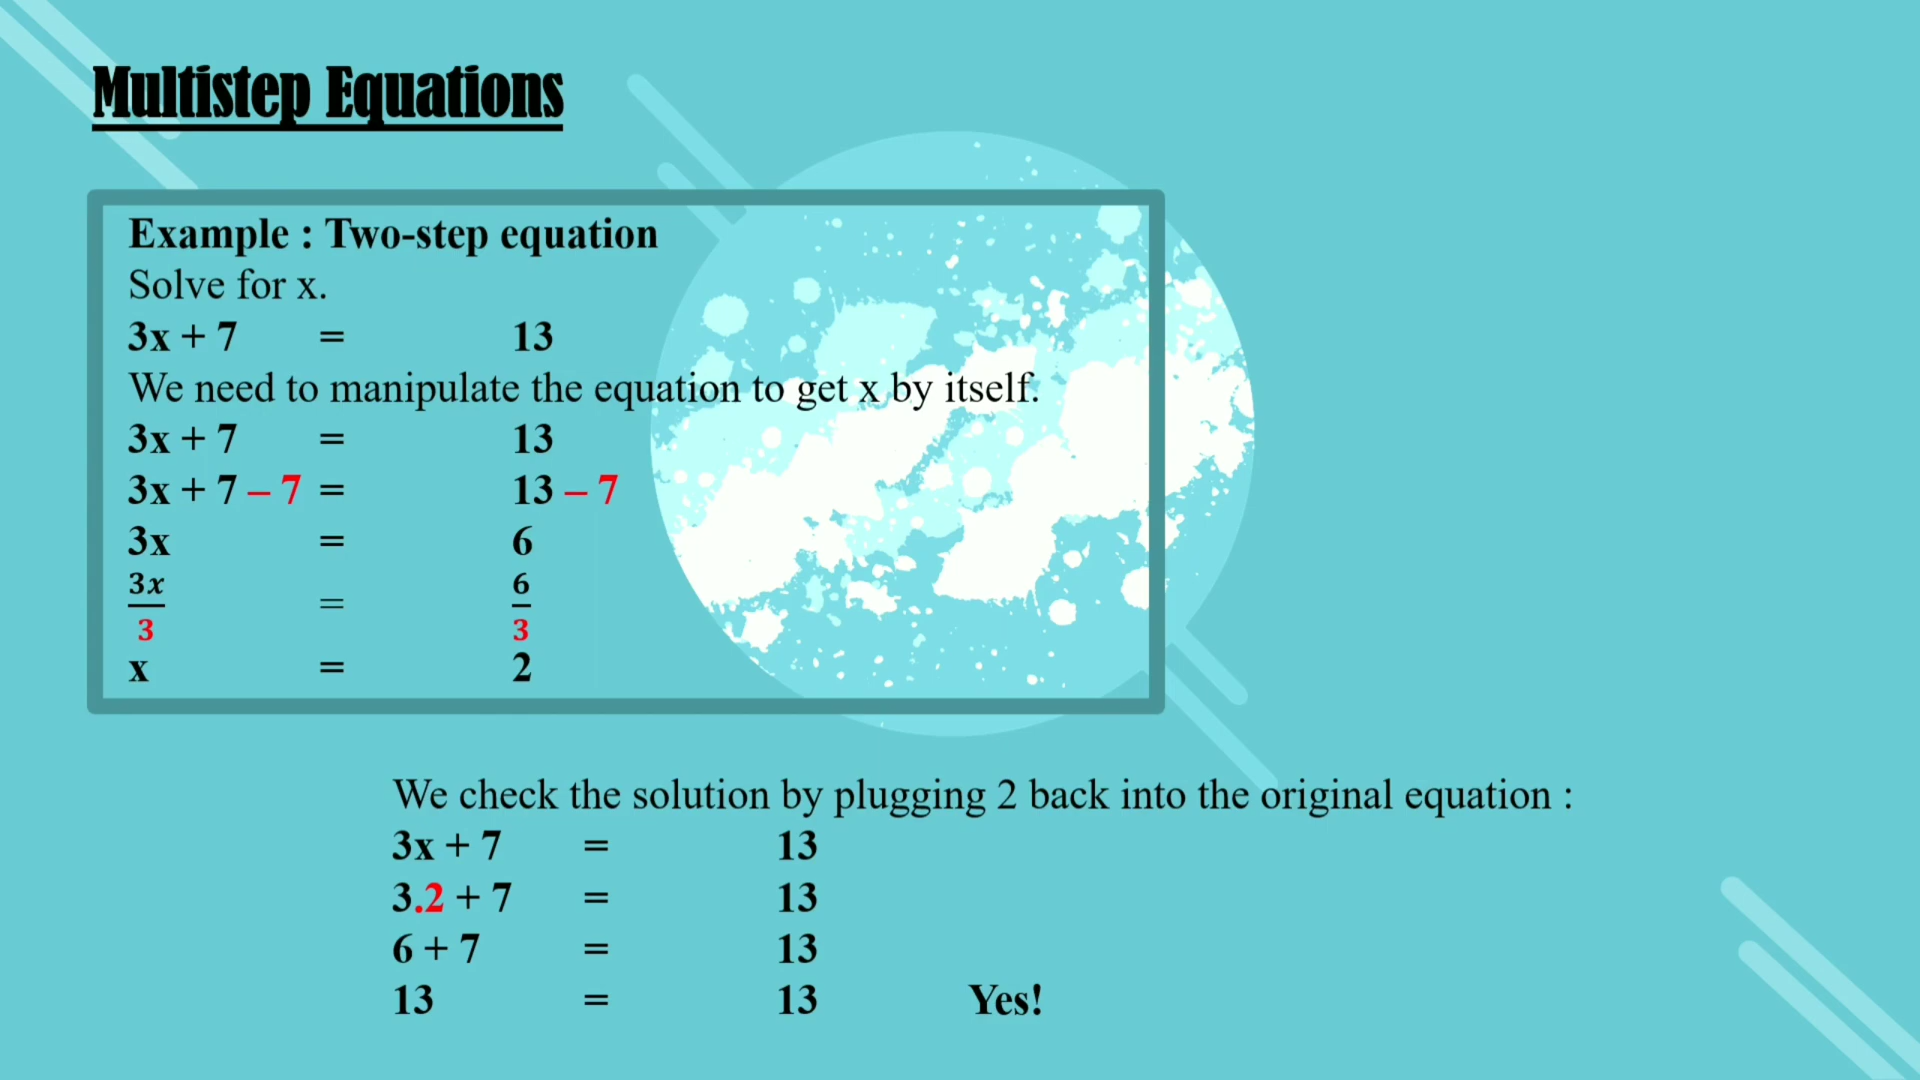 Multistep Equations
Example : Two-step equation
Solve for x.
3x + 7 = 13
We need to manipulate the equation to get x by itself.
3x + 7 = 13
3x + 7 – 7 = 13 – 7
3x = 6
3x/3 = 6/3
x = 2
We check the solution by plugging 2 back into the original equation :
3x + 7 = 13
3.2 + 7 = 13
6 + 7 = 13
13 = 13 Yes!